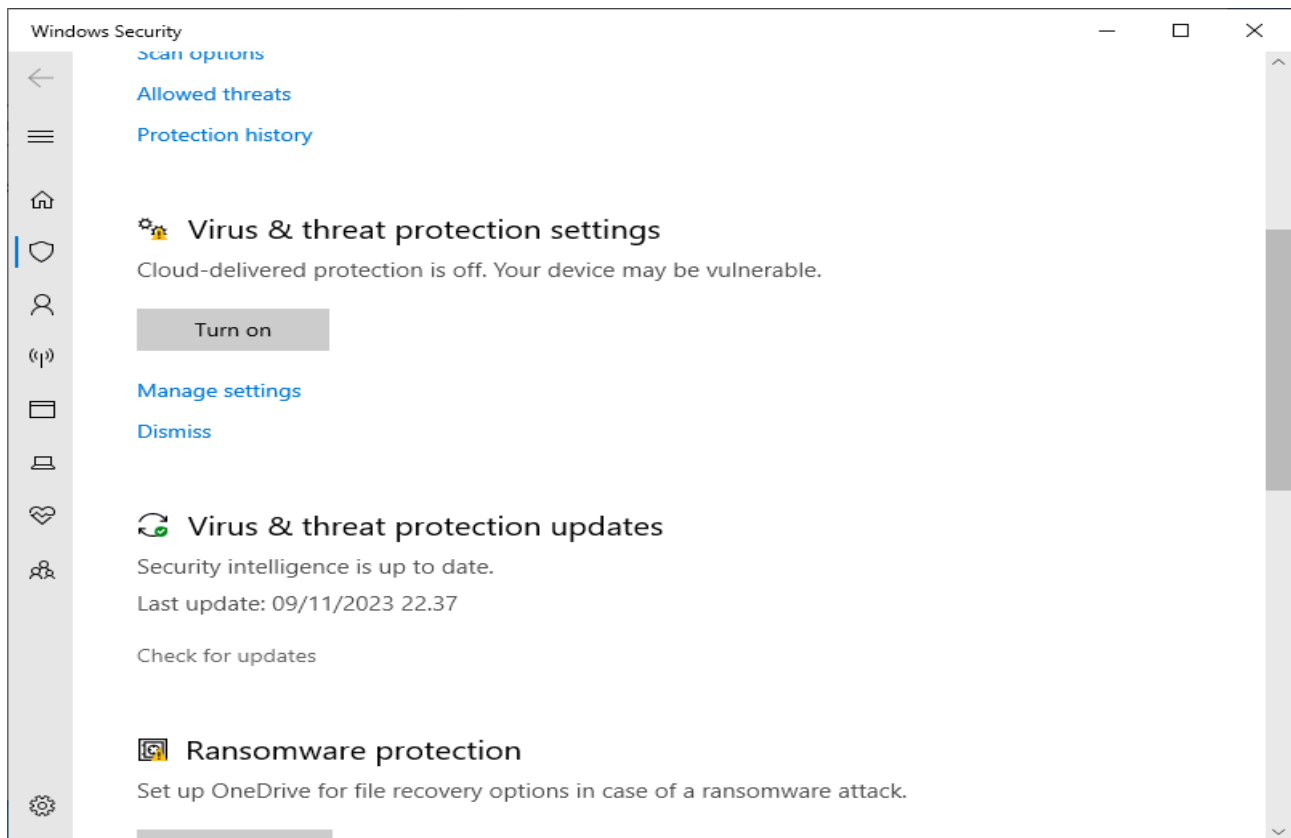 Windows Security
Scan options
Allowed threats
Protection history
Virus & threat protection settings
Cloud-delivered protection is off. Your device may be vulnerable.
Turn on
Manage settings
Dismiss
Virus & threat protection updates
Security intelligence is up to date.
Last update: 09/11/2023 22.37
Check for updates
Ransomware protection
Set up OneDrive for file recovery options in case of a ransomware attack.